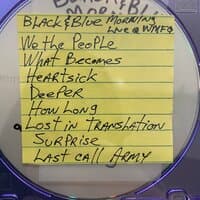 BLACK & BLUE MORNING
LIVE @ WMFO
We the PEOPLE
WHAT BECOMES
HEARTSICK
DEEPER
HOW LONG
LOST IN TRANSLATION
SURPRISE
LAST CALL ARMY